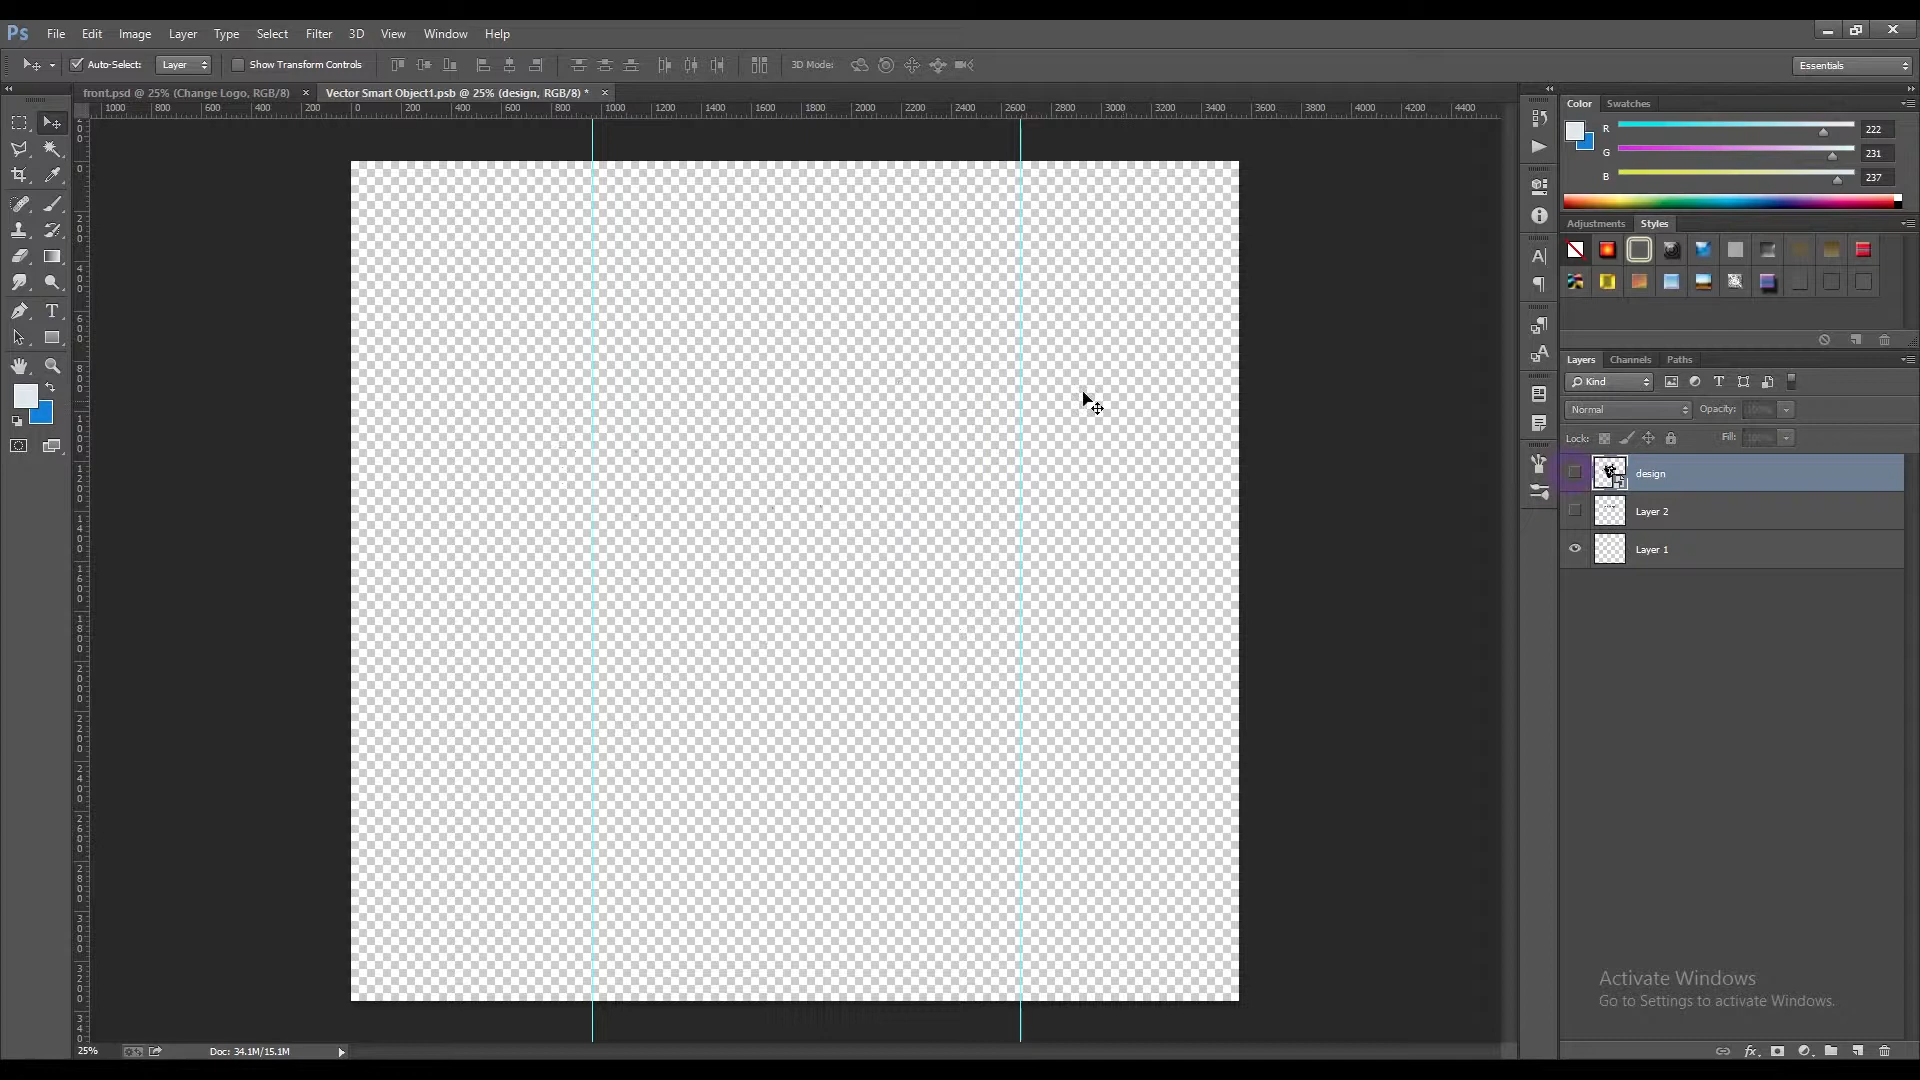 Ps File Edit Image Layer Type Select Filter 3D View Window Help
Auto-Select: Layer Show Transform Controls 3D Mode: Essentials
front.psd @ 25% (Change Logo, RGB/8) × Vector Smart Object1.psb @ 25% (design, RGB/8) * ×
1000 800 600 400 200 0 200 400 600 800 1000 1200 1400 1600 1800 2000 2200 2400 2600 2800 3000 3200 3400 3600 3800 4000 4200 4400
Color Swatches
R 222
G 231
B 237
Adjustments Styles
Layers Channels Paths
Kind
Normal Opacity: 100%
Lock: Fill: 100%
design
Layer 2
Layer 1
Activate Windows
Go to Settings to activate Windows.
25% Doc: 34.1M/15.1M